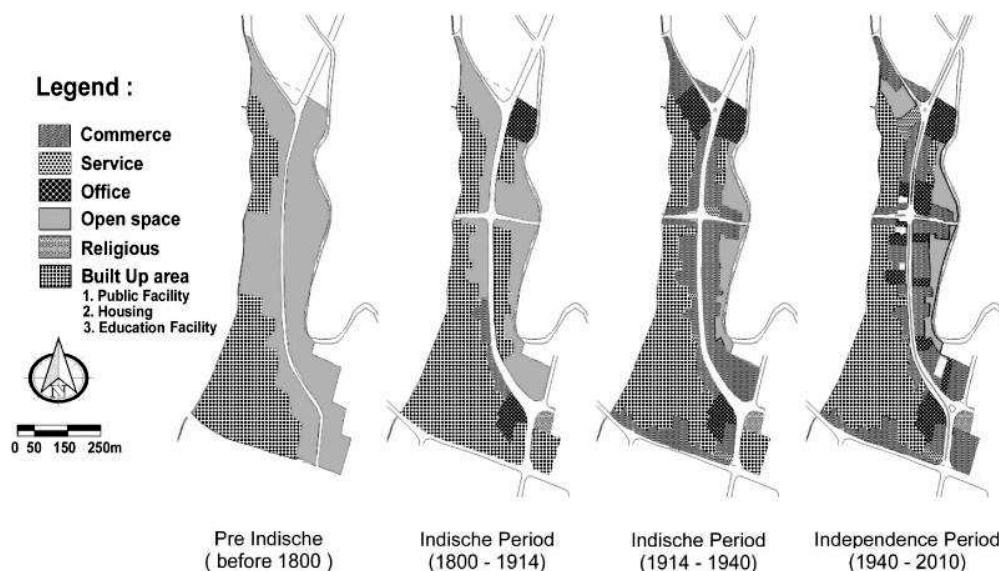 Legend :
Commerce
Service
Office
Open space
Religious
Built Up area
1. Public Facility
2. Housing
3. Education Facility
N
0 50 150 250m
Pre Indische
( before 1800 )
Indische Period
(1800 - 1914)
Indische Period
(1914 - 1940)
Independence Period
(1940 - 2010)